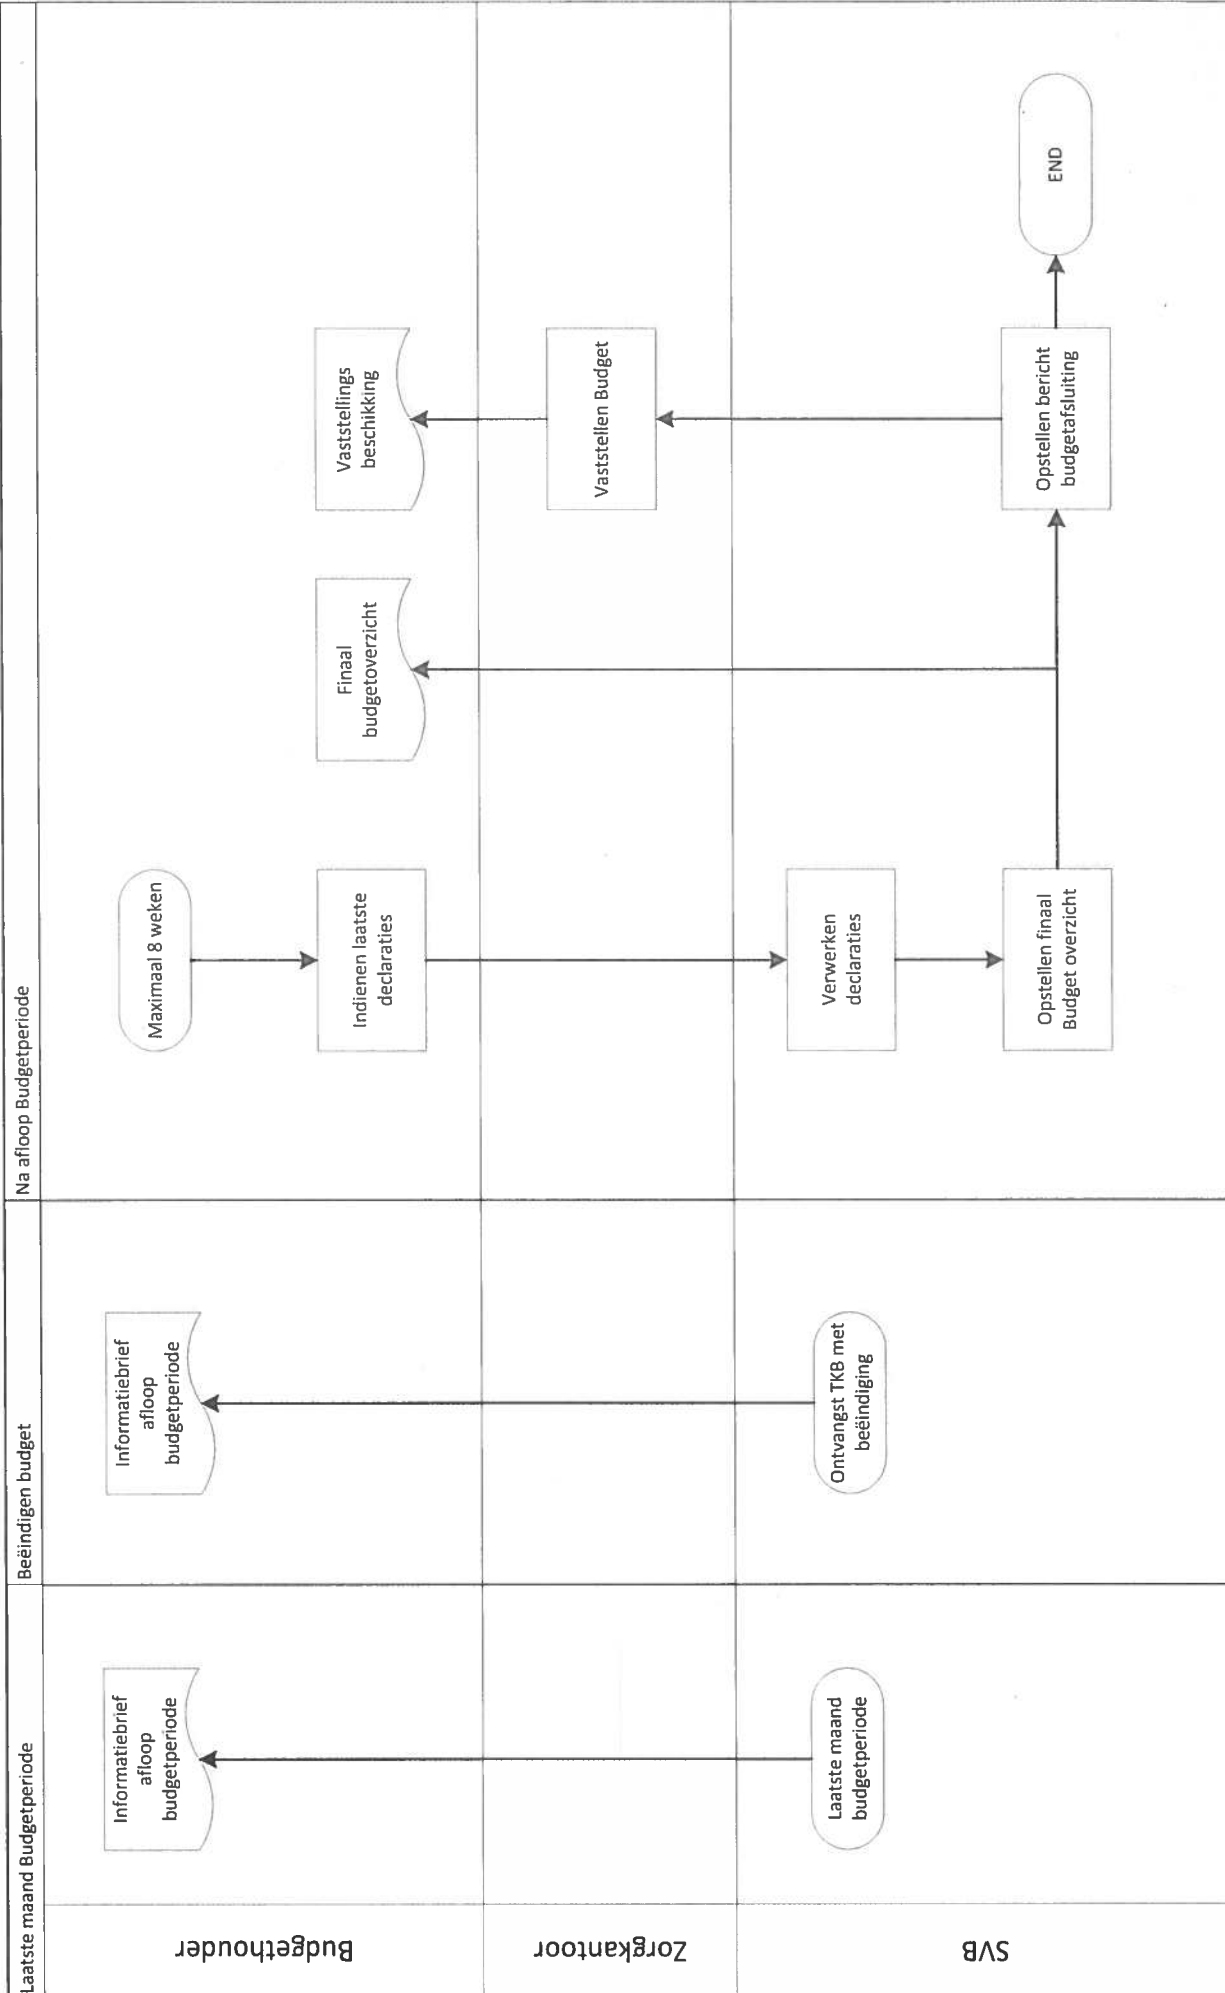 Laatste maand Budgetperiode
Beëindigen budget
Na afloop Budgetperiode
Budgethouder
Informatiebrief
afloop
budgetperiode
Informatiebrief
afloop
budgetperiode
Maximaal 8 weken
Indienen laatste
declaraties
Finaal
budgetoverzicht
Vaststellings
beschikking
Zorgkantoor
Vaststellen Budget
SVB
Laatste maand
budgetperiode
Ontvangst TKB met
beëindiging
Verwerken
declaraties
Opstellen finaal
Budget overzicht
Opstellen bericht
budgetafsluiting
END